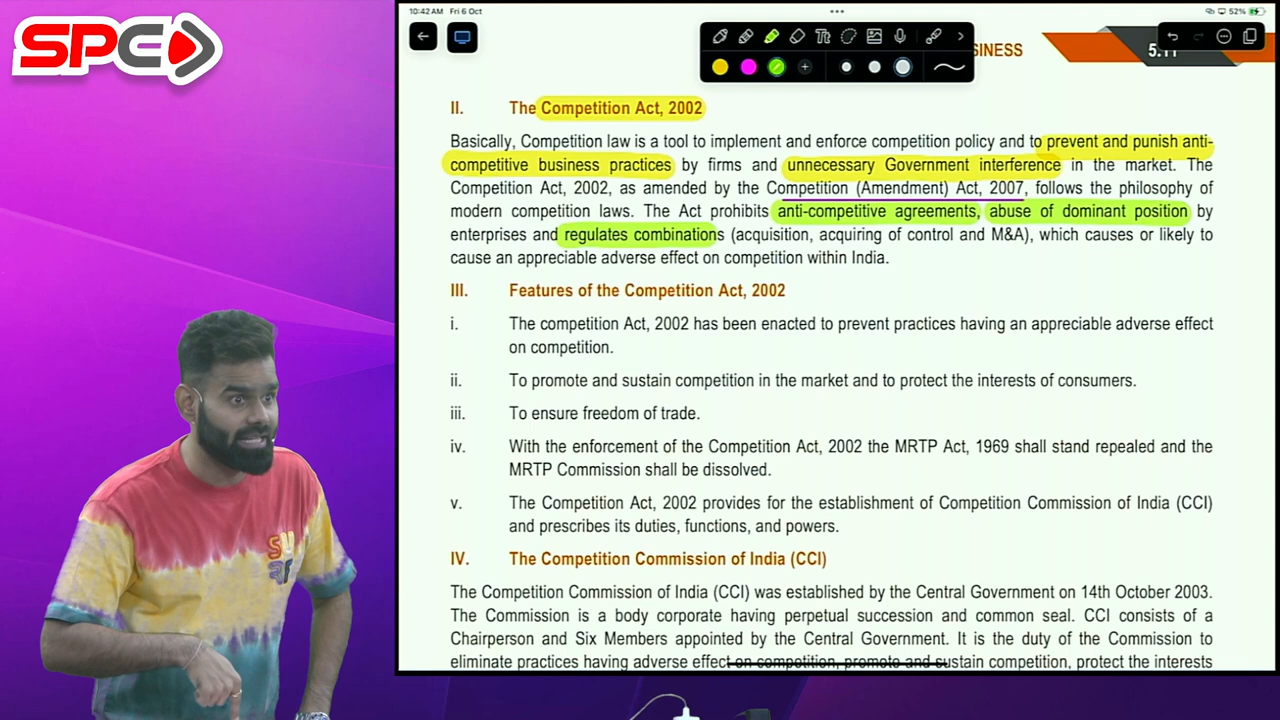 SPC
10:42 AM Fri 6 Oct
52%
SINESS
5.11
II. The Competition Act, 2002
Basically, Competition law is a tool to implement and enforce competition policy and to prevent and punish anti-
competitive business practices by firms and unnecessary Government interference in the market. The
Competition Act, 2002, as amended by the Competition (Amendment) Act, 2007, follows the philosophy of
modern competition laws. The Act prohibits anti-competitive agreements, abuse of dominant position by
enterprises and regulates combinations (acquisition, acquiring of control and M&A), which causes or likely to
cause an appreciable adverse effect on competition within India.
III. Features of the Competition Act, 2002
i. The competition Act, 2002 has been enacted to prevent practices having an appreciable adverse effect
on competition.
ii. To promote and sustain competition in the market and to protect the interests of consumers.
iii. To ensure freedom of trade.
iv. With the enforcement of the Competition Act, 2002 the MRTP Act, 1969 shall stand repealed and the
MRTP Commission shall be dissolved.
v. The Competition Act, 2002 provides for the establishment of Competition Commission of India (CCI)
and prescribes its duties, functions, and powers.
IV. The Competition Commission of India (CCI)
The Competition Commission of India (CCI) was established by the Central Government on 14th October 2003.
The Commission is a body corporate having perpetual succession and common seal. CCI consists of a
Chairperson and Six Members appointed by the Central Government. It is the duty of the Commission to
eliminate practices having adverse effect on competition, promote and sustain competition, protect the interests